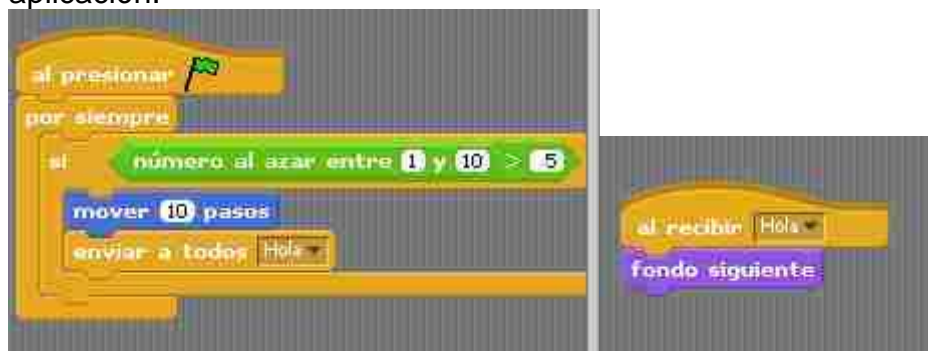 aplicación.
al presionar
por siempre
si número al azar entre 1 y 10 > 5
mover 10 pasos
enviar a todos Hola
al recibir Hola
fondo siguiente